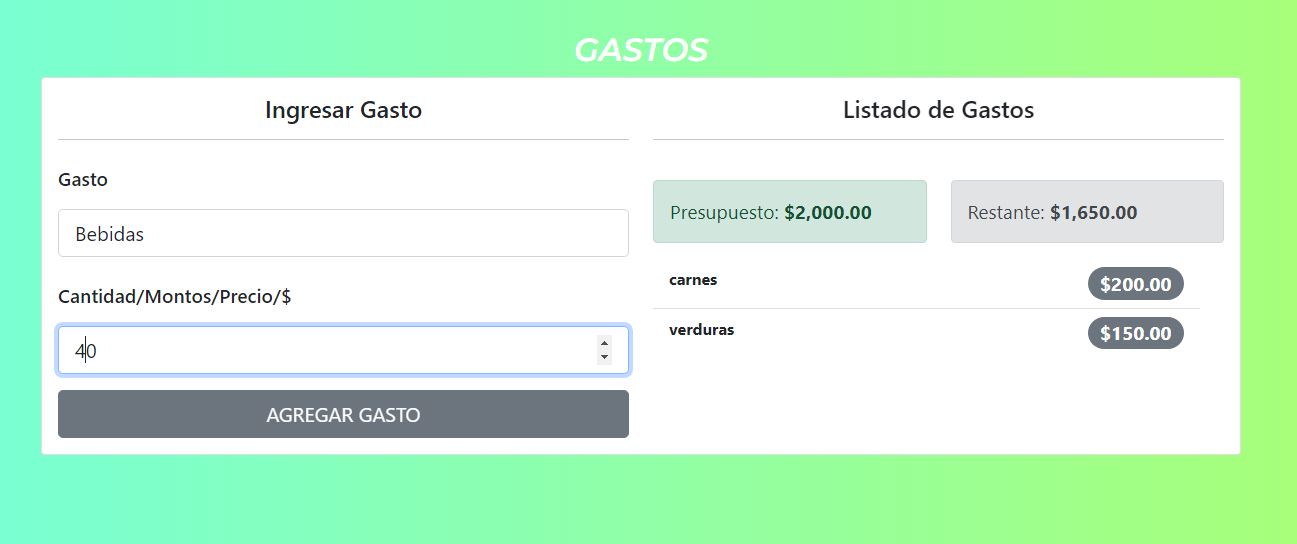 GASTOS
Ingresar Gasto
Gasto
Bebidas
Cantidad/Montos/Precio/$
40
AGREGAR GASTO
Listado de Gastos
Presupuesto: $2,000.00
Restante: $1,650.00
carnes $200.00
verduras $150.00